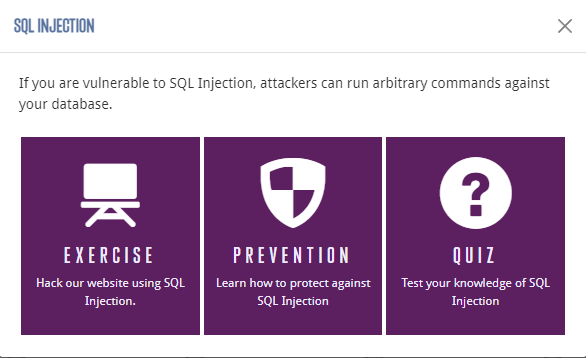 SQL INJECTION
If you are vulnerable to SQL Injection, attackers can run arbitrary commands against
your database.
EXERCISE
Hack our website using SQL
Injection.
PREVENTION
Learn how to protect against
SQL Injection
QUIZ
Test your knowledge of SQL
Injection